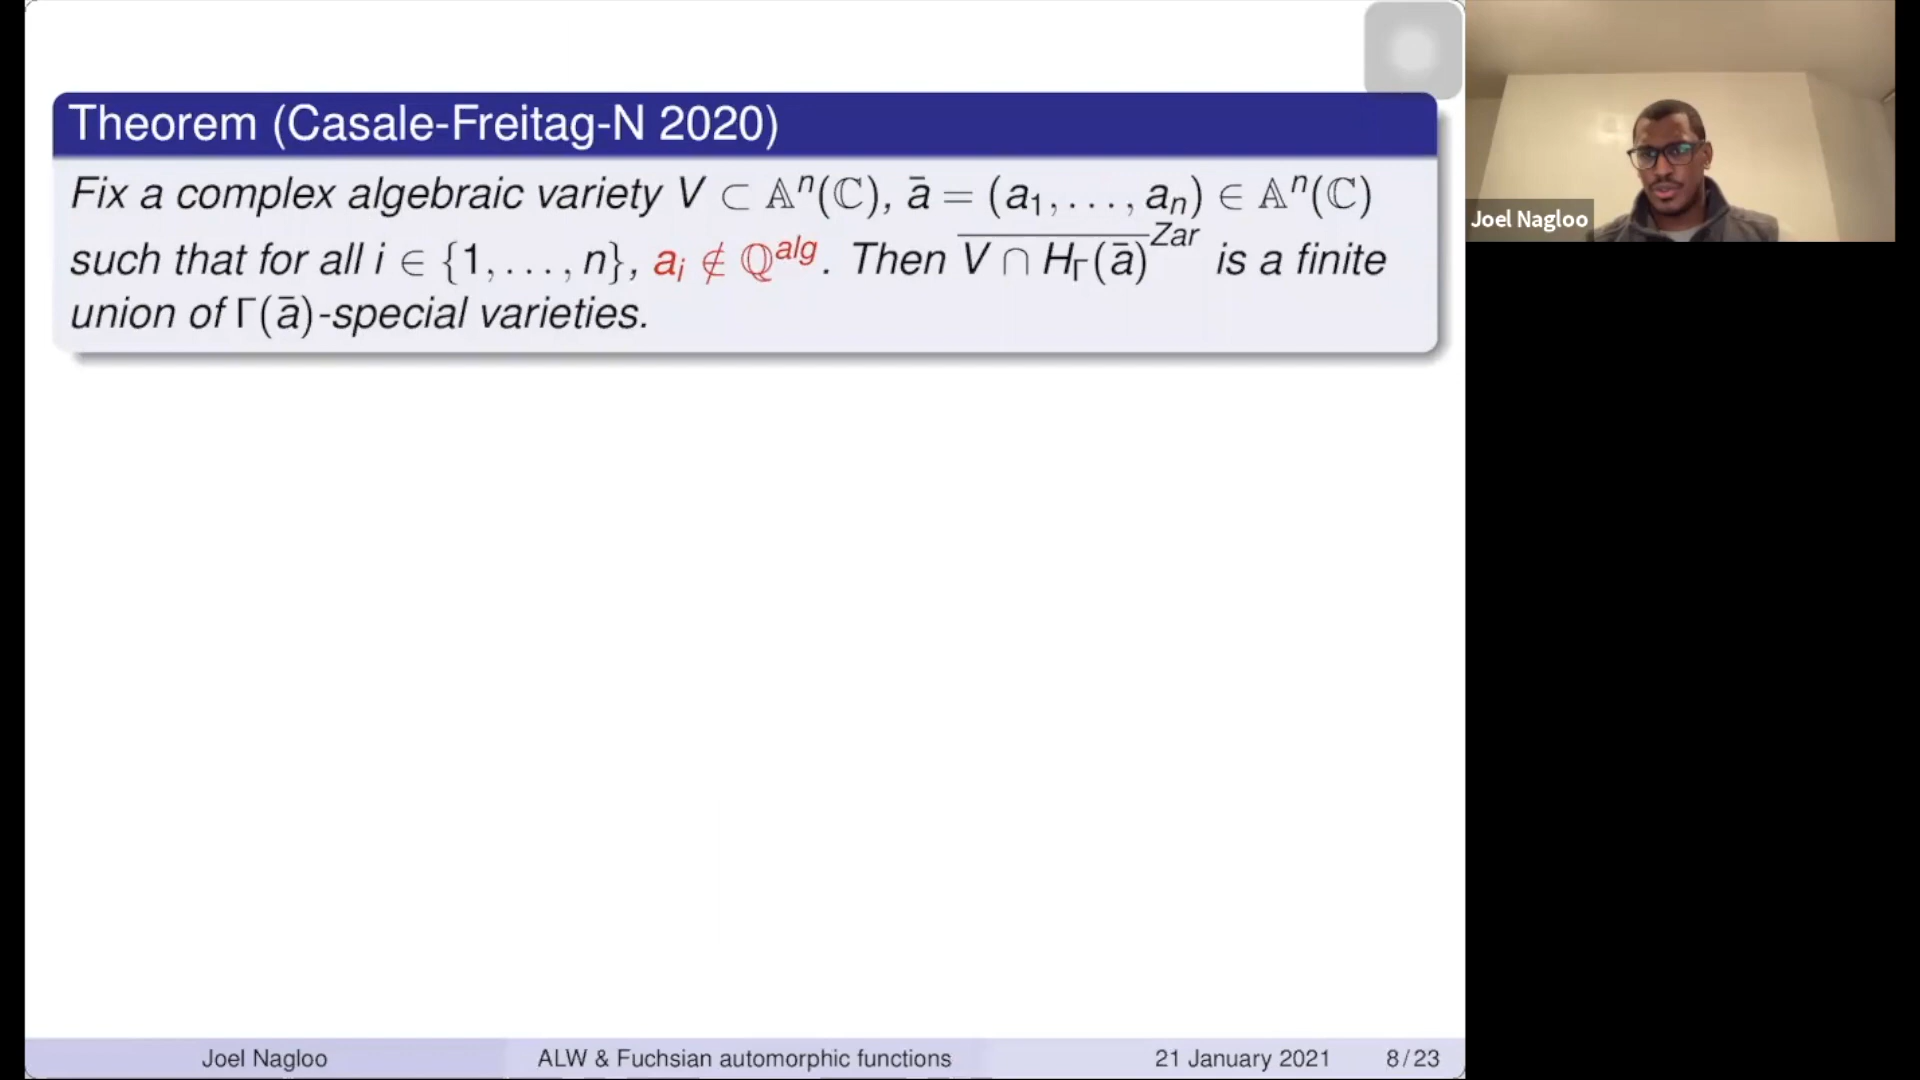 Theorem (Casale-Freitag-N 2020)
Fix a complex algebraic variety V ⊂ 𝔸ⁿ(ℂ), ā = (a₁, . . . , aₙ) ∈ 𝔸ⁿ(ℂ)
such that for all i ∈ {1, . . . , n}, aᵢ ∉ ℚ^alg. Then \overline{V ∩ H_Γ(ā)}^Zar is a finite
union of Γ(ā)-special varieties.
Joel Nagloo
Joel Nagloo ALW & Fuchsian automorphic functions 21 January 2021 8/23